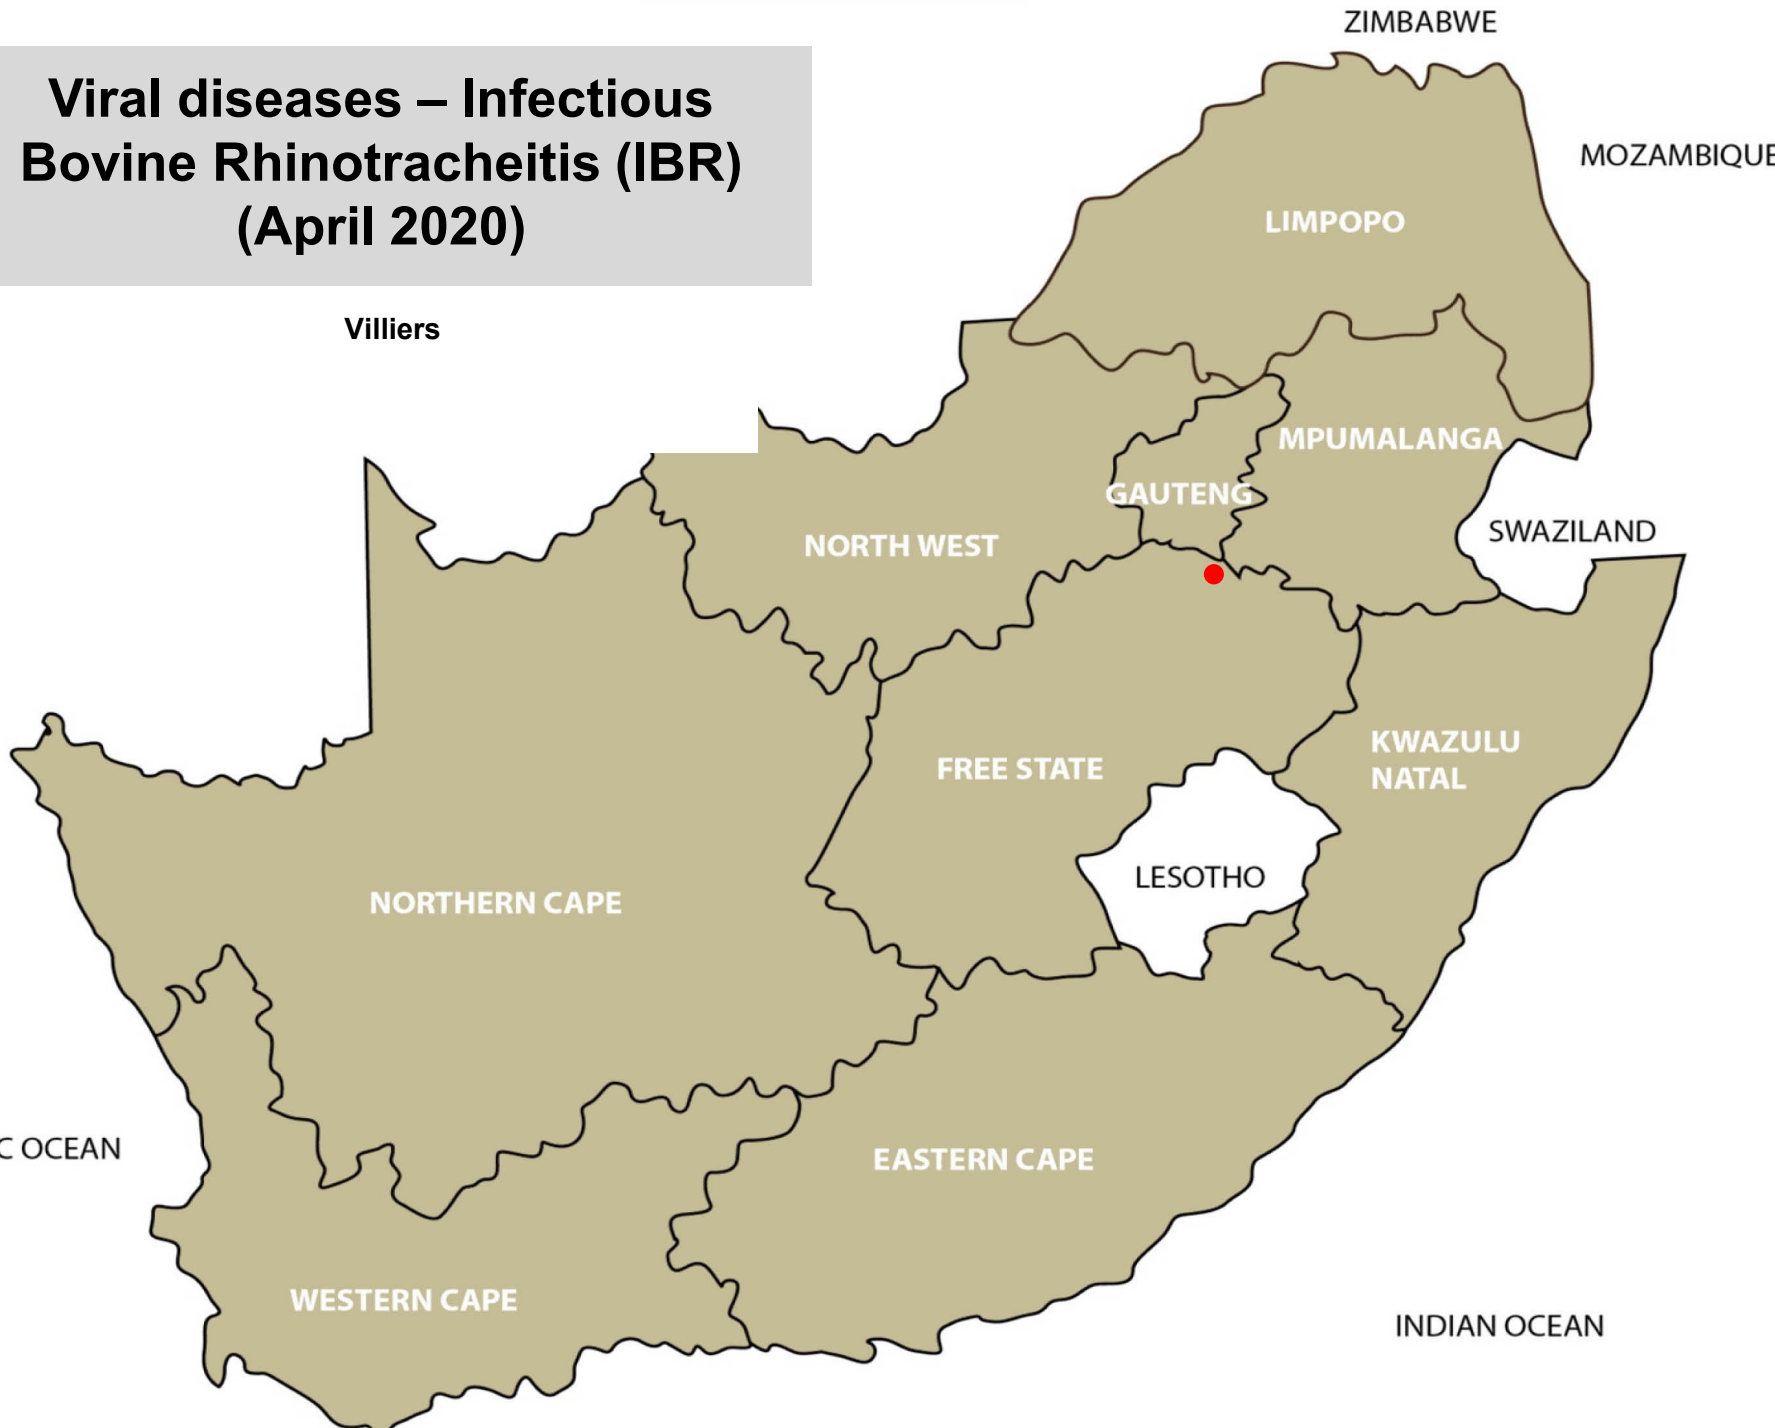 ZIMBABWE
Viral diseases – Infectious
Bovine Rhinotracheitis (IBR)
(April 2020)
MOZAMBIQUE
LIMPOPO
Villiers
MPUMALANGA
GAUTENG
SWAZILAND
NORTH WEST
KWAZULU
NATAL
FREE STATE
LESOTHO
NORTHERN CAPE
C OCEAN
EASTERN CAPE
WESTERN CAPE
INDIAN OCEAN